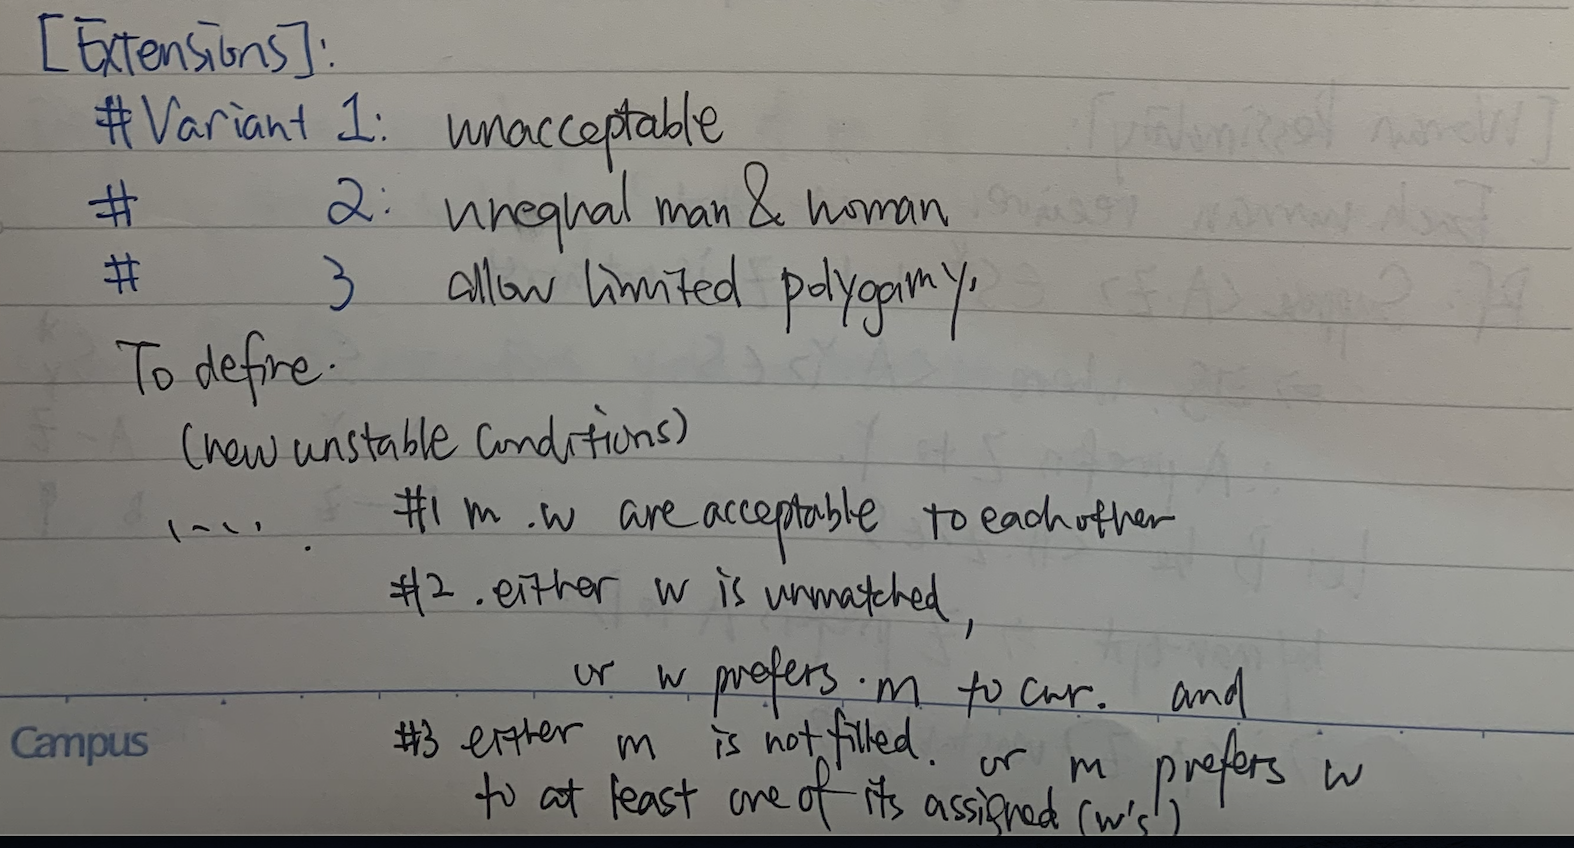 [Extensions]:
#Variant 1: unacceptable
# 2: unequal man & woman
# 3 allow limited polygamy.
To define.
(new unstable conditions)
#1 m . w are acceptable to each other
#2 . either w is unmatched,
or w prefers . m to cur. and
Campus
#3 either m is not filled. or m prefers w
to at least one of its assigned (w's)